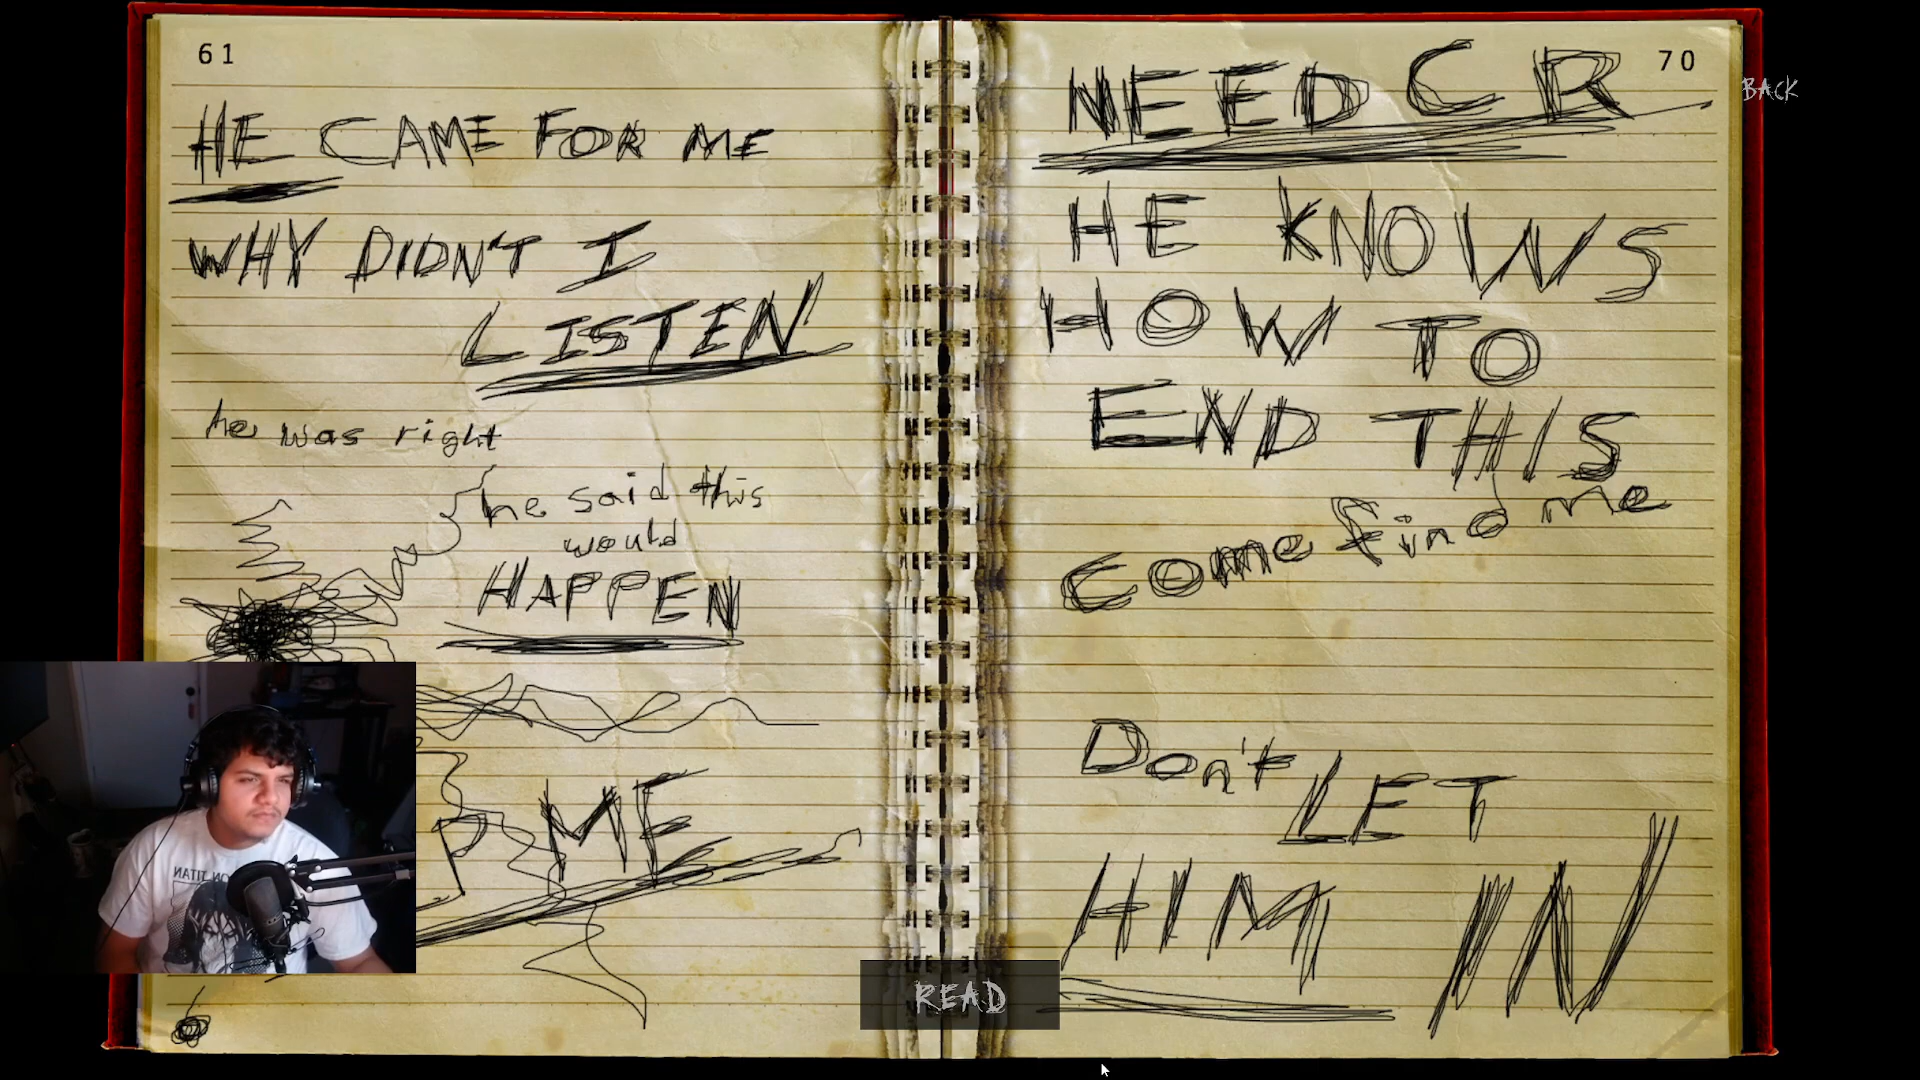 61
HE CAME FOR ME
WHY DIDN'T I
LISTEN
he was right
he said this
would
HAPPEN
P ME
70
NEED CR
HE KNOWS
HOW TO
END THIS
come find me
Don't LET
HIM IN
BACK
READ